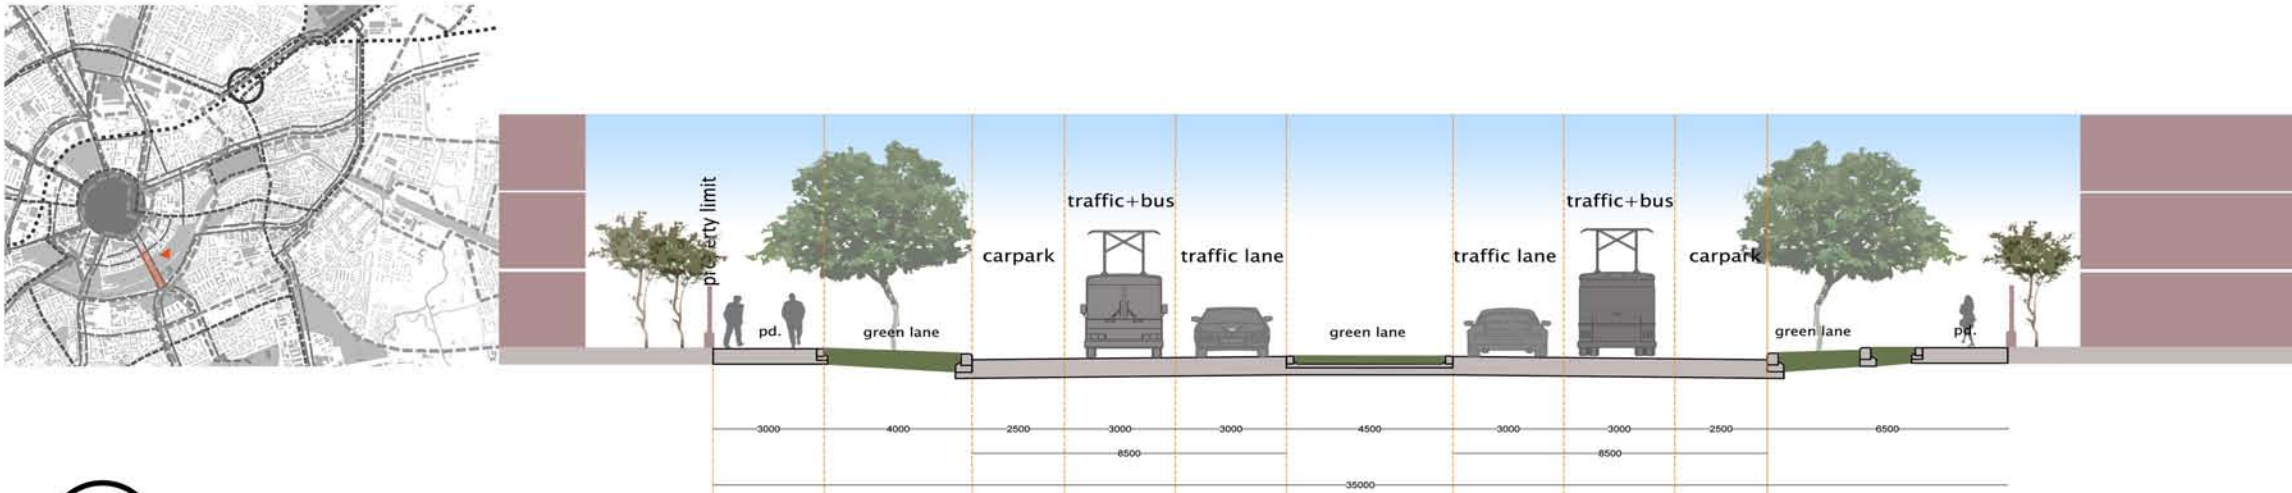 property limit
traffic+bus
traffic+bus
carpark
traffic lane
traffic lane
carpark
pd.
green lane
green lane
green lane
pd.
3000
4000
2500
3000
3000
4500
3000
3000
2500
6500
8500
8500
35000